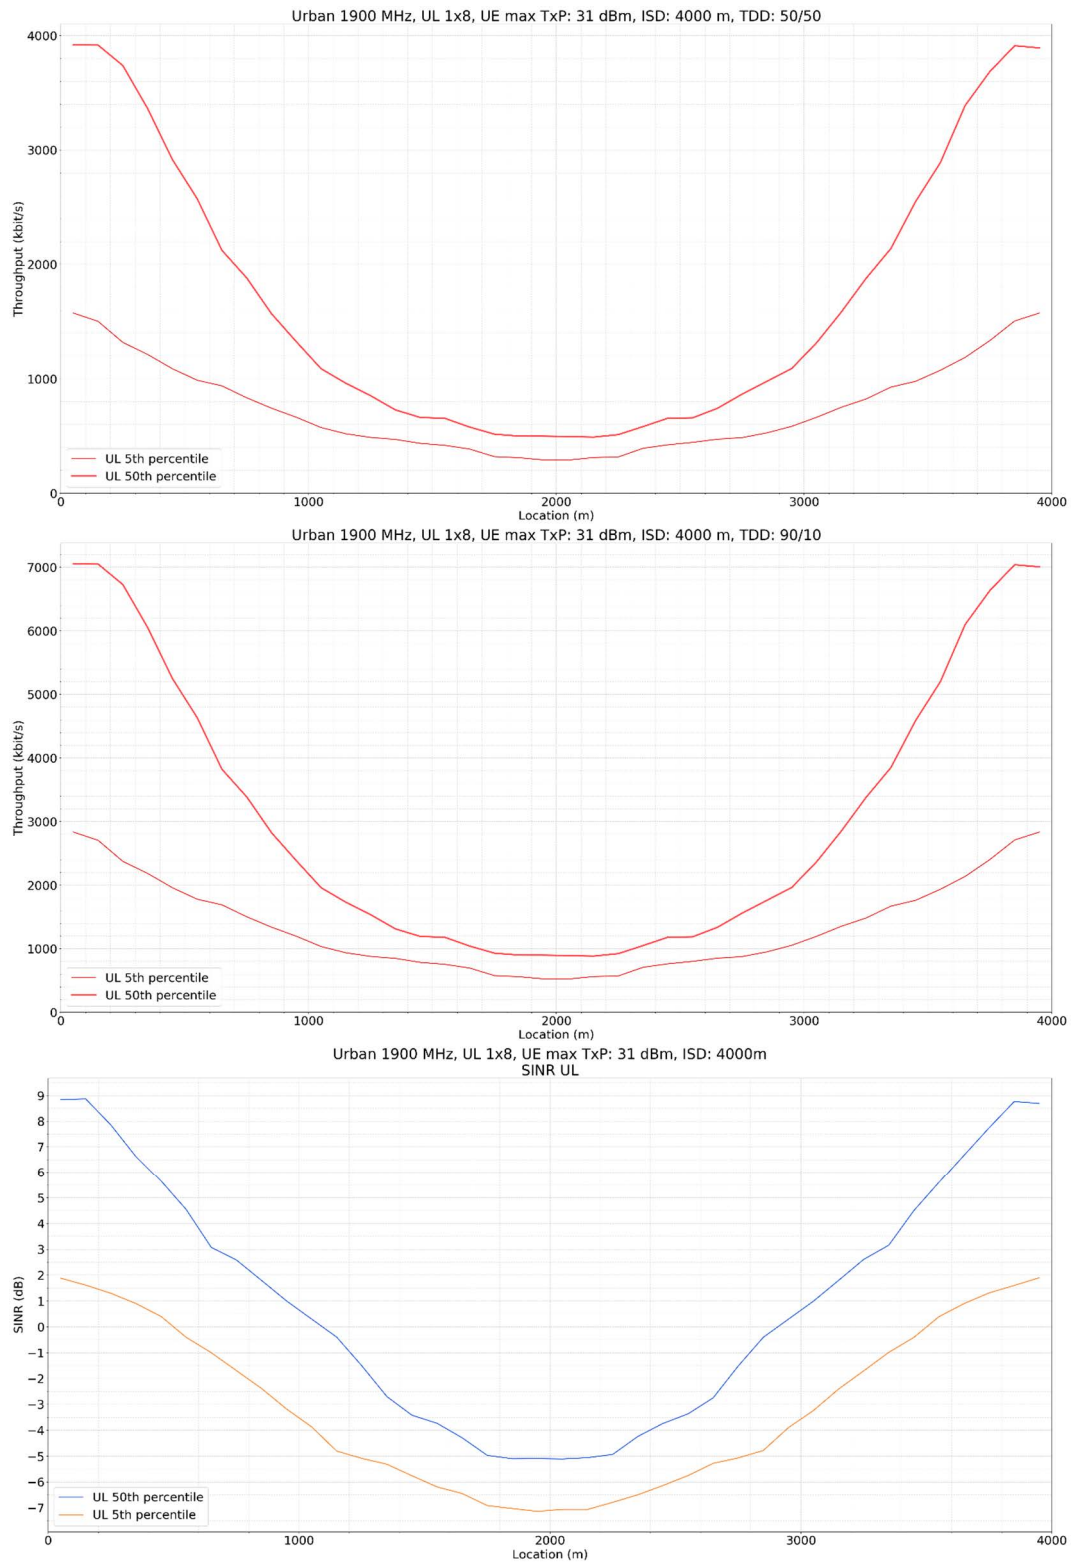 Urban 1900 MHz, UL 1x8, UE max TxP: 31 dBm, ISD: 4000 m, TDD: 50/50
4000
3000
2000
1000
0
Throughput (kbit/s)
UL 5th percentile
UL 50th percentile
0 1000 2000 3000 4000
Location (m)
Urban 1900 MHz, UL 1x8, UE max TxP: 31 dBm, ISD: 4000 m, TDD: 90/10
7000
6000
5000
4000
3000
2000
1000
0
Throughput (kbit/s)
UL 5th percentile
UL 50th percentile
0 1000 2000 3000 4000
Location (m)
Urban 1900 MHz, UL 1x8, UE max TxP: 31 dBm, ISD: 4000m
SINR UL
9
8
7
6
5
4
3
2
1
0
−1
−2
−3
−4
−5
−6
−7
SINR (dB)
UL 50th percentile
UL 5th percentile
0 1000 2000 3000 4000
Location (m)